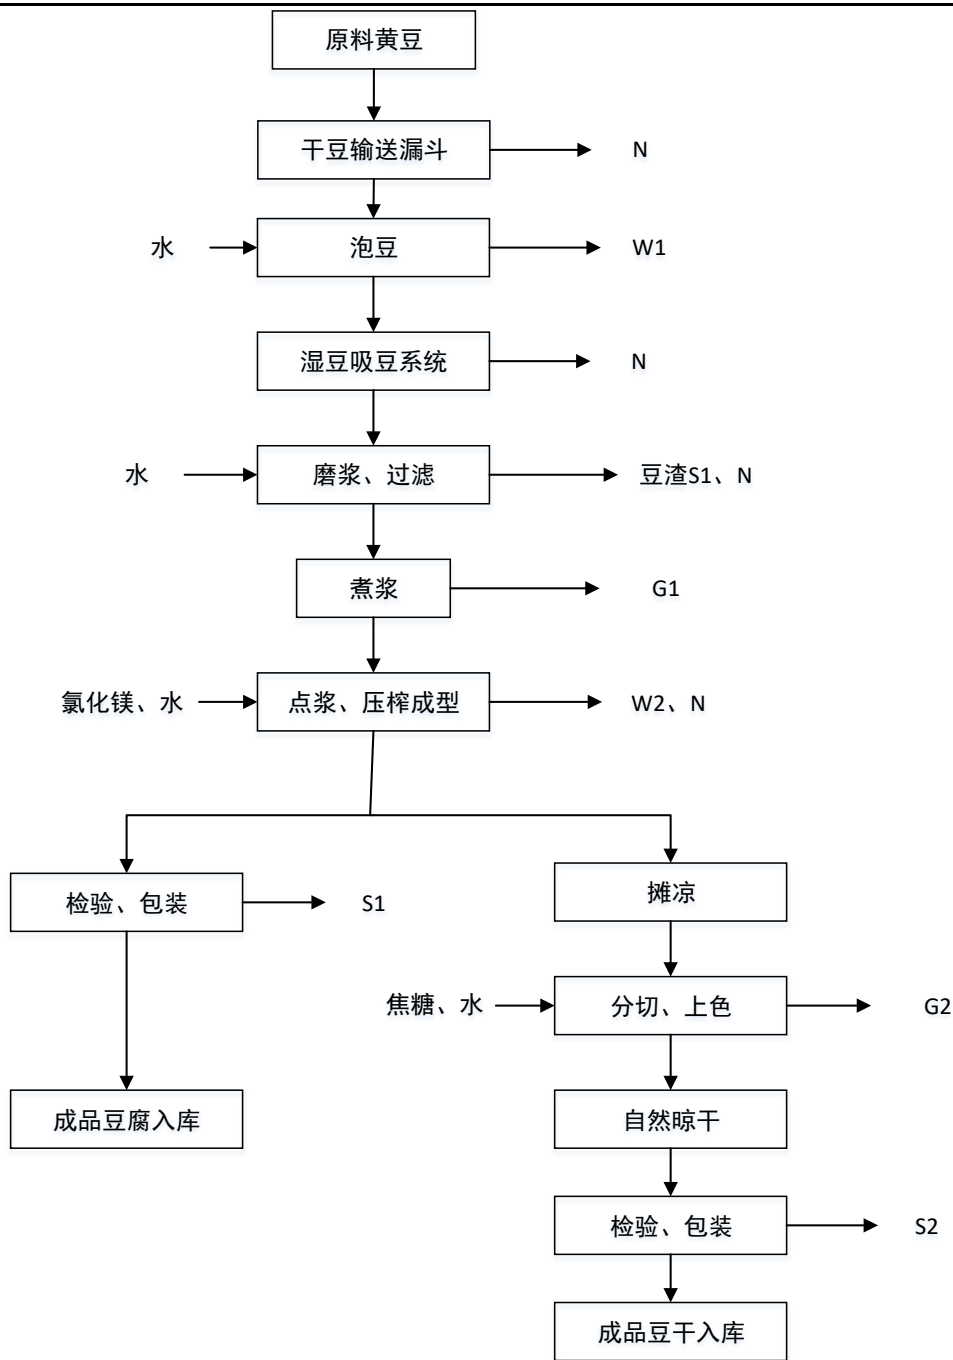 原料黄豆
干豆输送漏斗
N
水
泡豆
W1
湿豆吸豆系统
N
水
磨浆、过滤
豆渣S1、N
煮浆
G1
氯化镁、水
点浆、压榨成型
W2、N
检验、包装
S1
摊凉
焦糖、水
分切、上色
G2
成品豆腐入库
自然晾干
检验、包装
S2
成品豆干入库